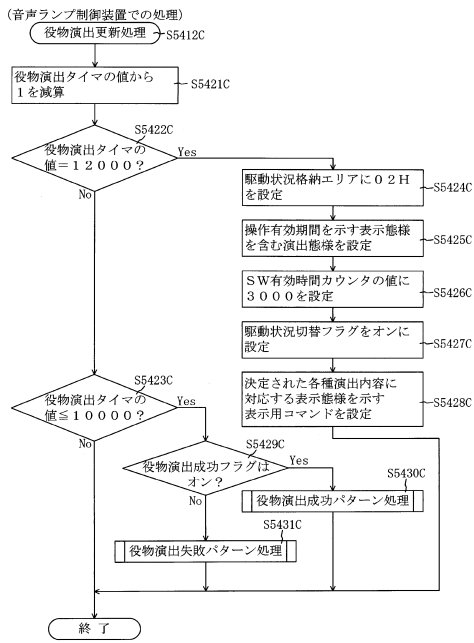 (音声ランプ制御装置での処理)
役物演出更新処理
S5412C
役物演出タイマの値から
1を減算
S5421C
S5422C
役物演出タイマの
値=12000?
Yes
No
駆動状況格納エリアに02H
を設定
S5424C
操作有効期間を示す表示態様
を含む演出態様を設定
S5425C
SW有効時間カウンタの値に
3000を設定
S5426C
駆動状況切替フラグをオンに
設定
S5427C
決定された各種演出内容に
対応する表示態様を示す
表示用コマンドを設定
S5428C
S5423C
役物演出タイマの
値≦10000?
Yes
No
S5429C
役物演出成功フラグは
オン?
Yes
No
S5430C
役物演出成功パターン処理
S5431C
役物演出失敗パターン処理
終了